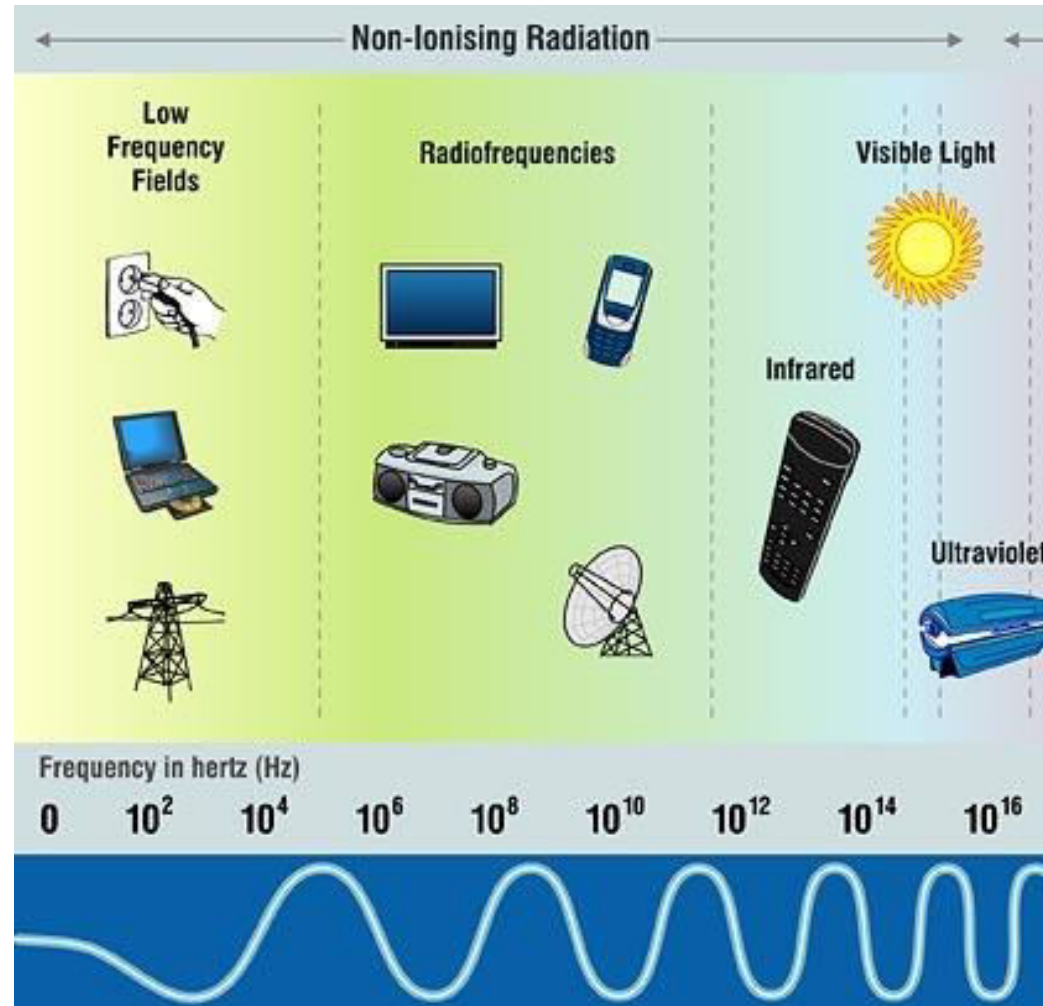 Non-Ionising Radiation
Low
Frequency
Fields
Radiofrequencies
Visible Light
Infrared
Ultraviolet
Frequency in hertz (Hz)
0 10² 10⁴ 10⁶ 10⁸ 10¹⁰ 10¹² 10¹⁴ 10¹⁶